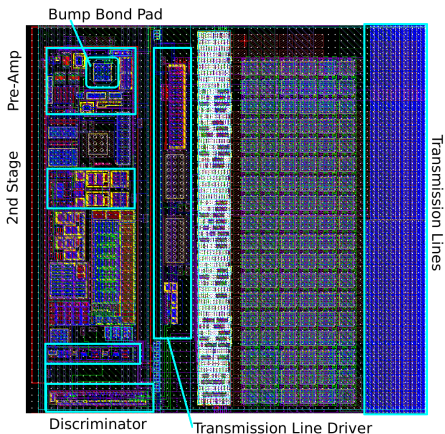 Bump Bond Pad
Pre-Amp
2nd Stage
Transmission Lines
Discriminator
Transmission Line Driver